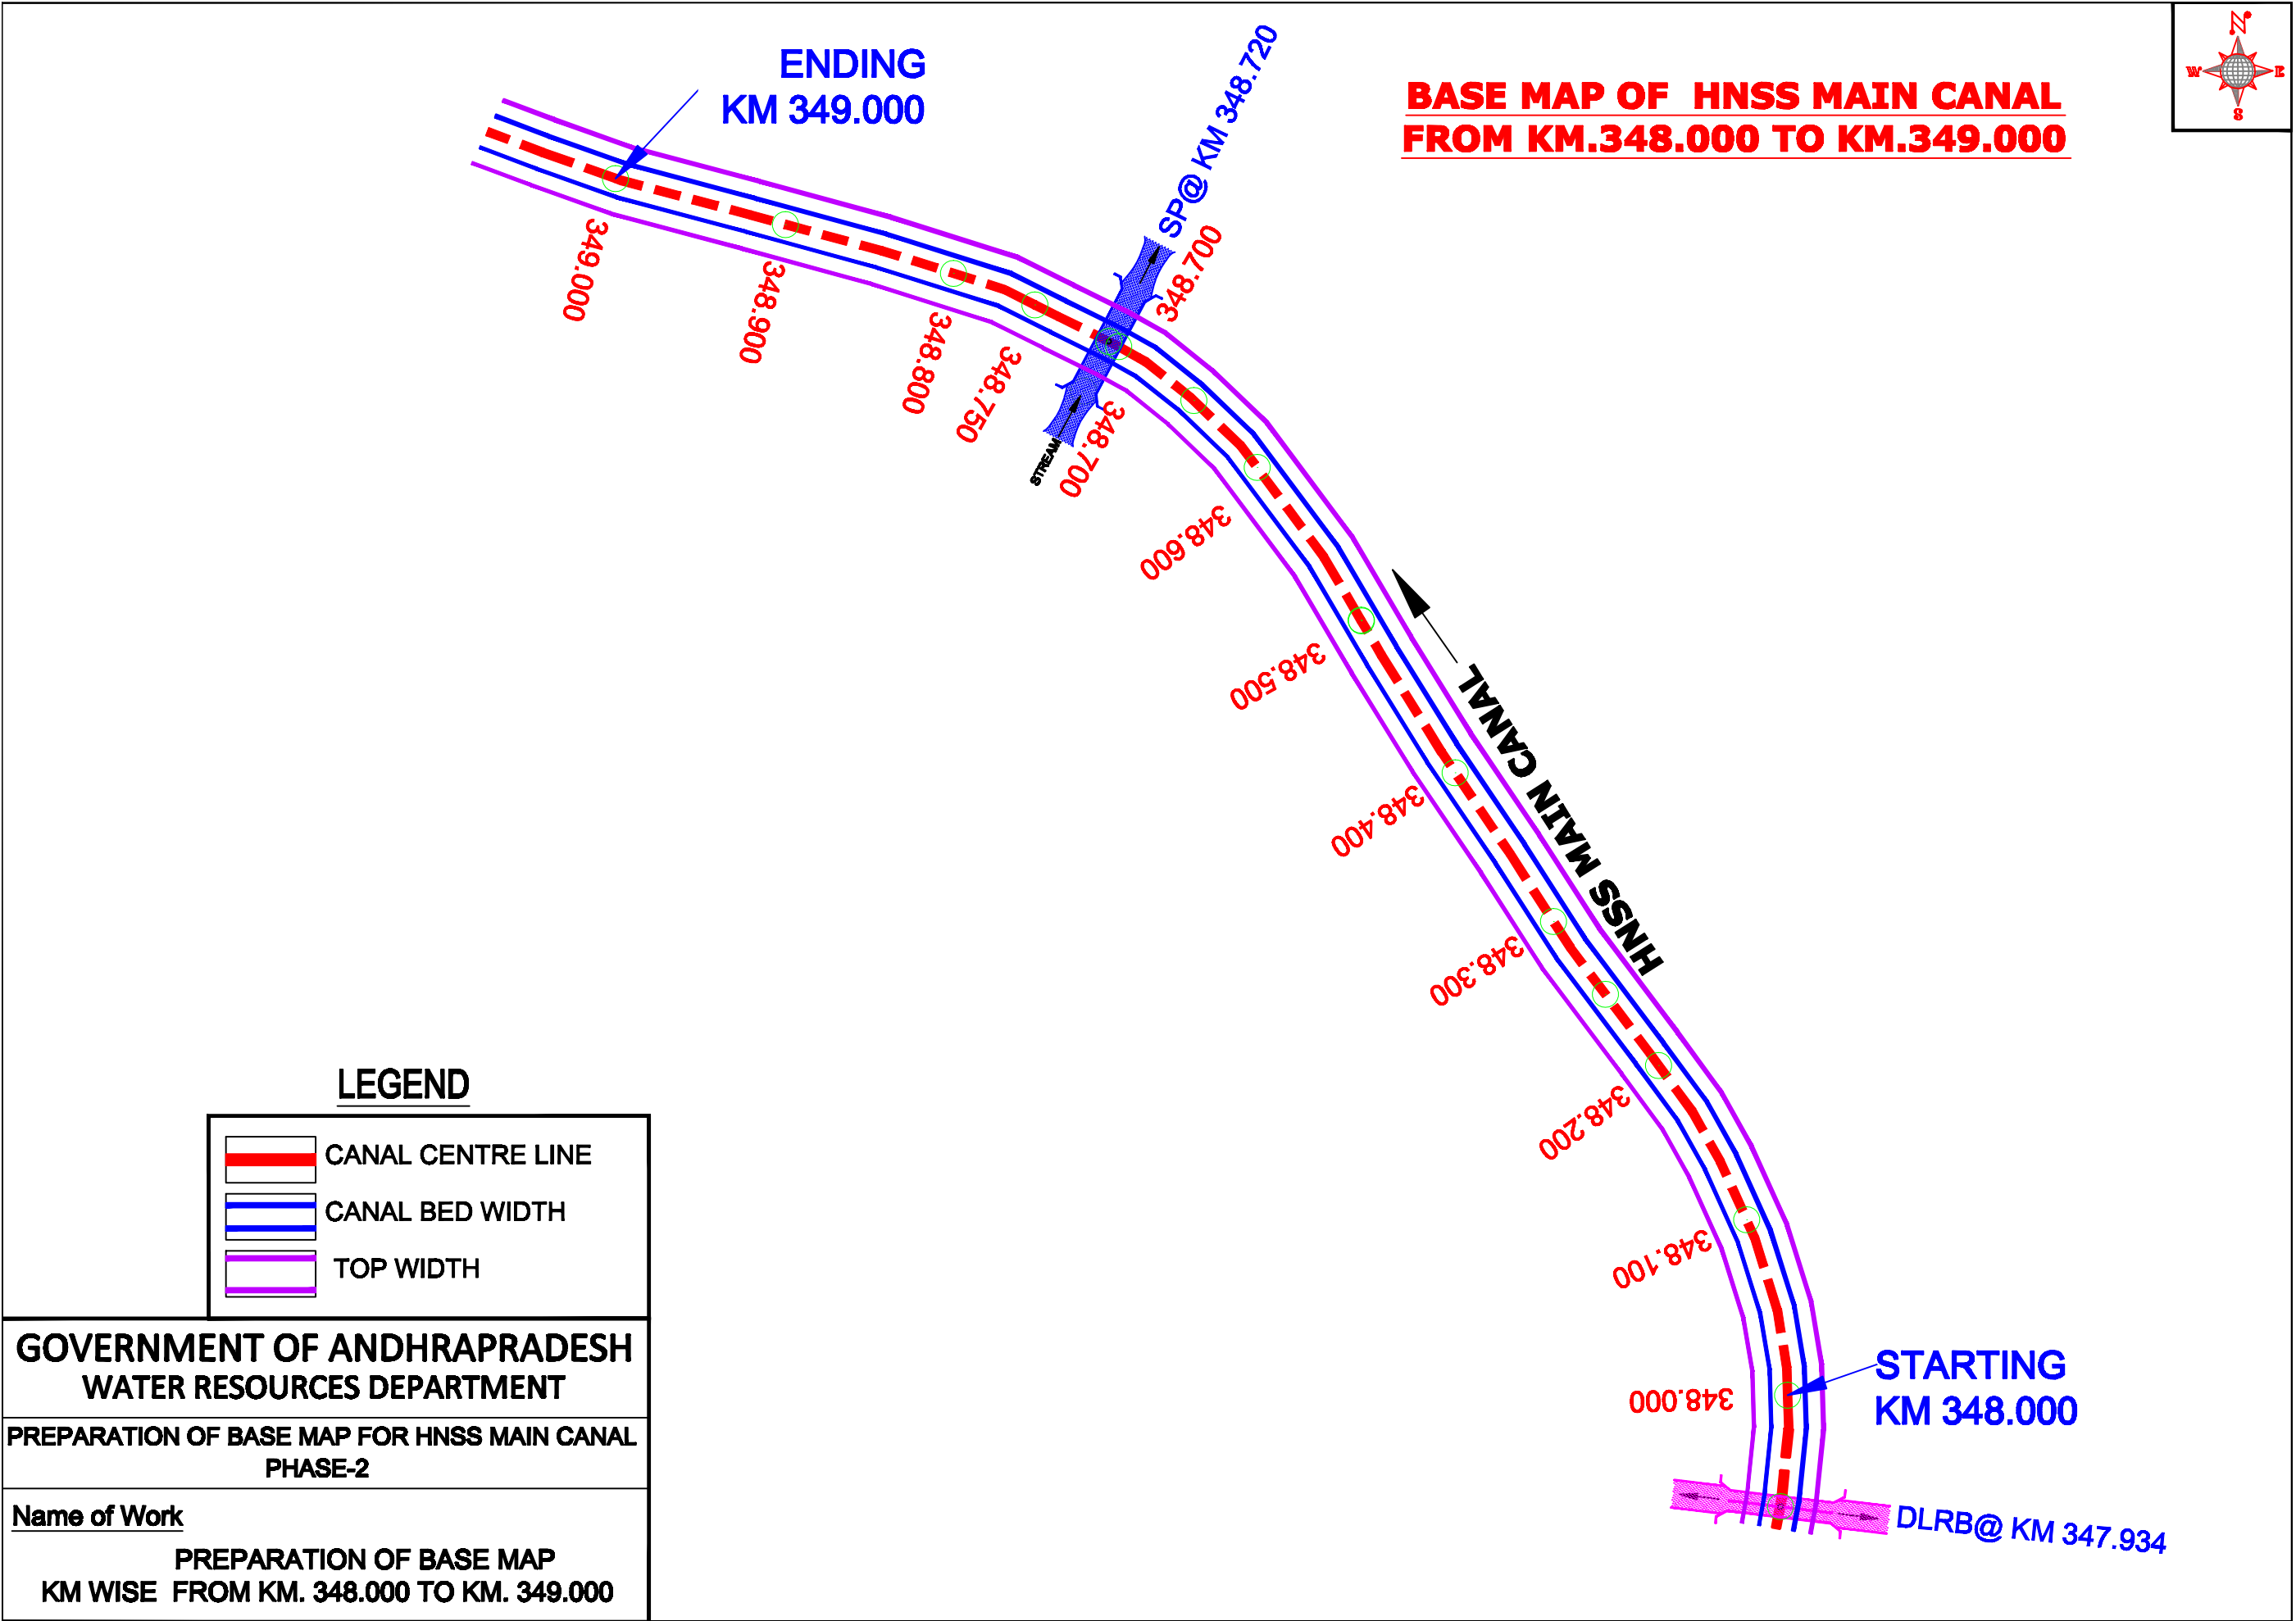 ENDING
KM 349.000
SP@ KM 348.720
BASE MAP OF  HNSS MAIN CANAL
FROM KM.348.000 TO KM.349.000
N
W
E
S
349.000
348.900
348.800
348.750
348.700
348.700
STREAM
348.600
348.500
348.400
348.300
348.200
348.100
348.000
HNSS MAIN CANAL
STARTING
KM 348.000
DLRB@ KM 347.934
LEGEND
CANAL CENTRE LINE
CANAL BED WIDTH
TOP WIDTH
GOVERNMENT OF ANDHRAPRADESH
WATER RESOURCES DEPARTMENT
PREPARATION OF BASE MAP FOR HNSS MAIN CANAL
PHASE-2
Name of Work
PREPARATION OF BASE MAP
KM WISE  FROM KM. 348.000 TO KM. 349.000